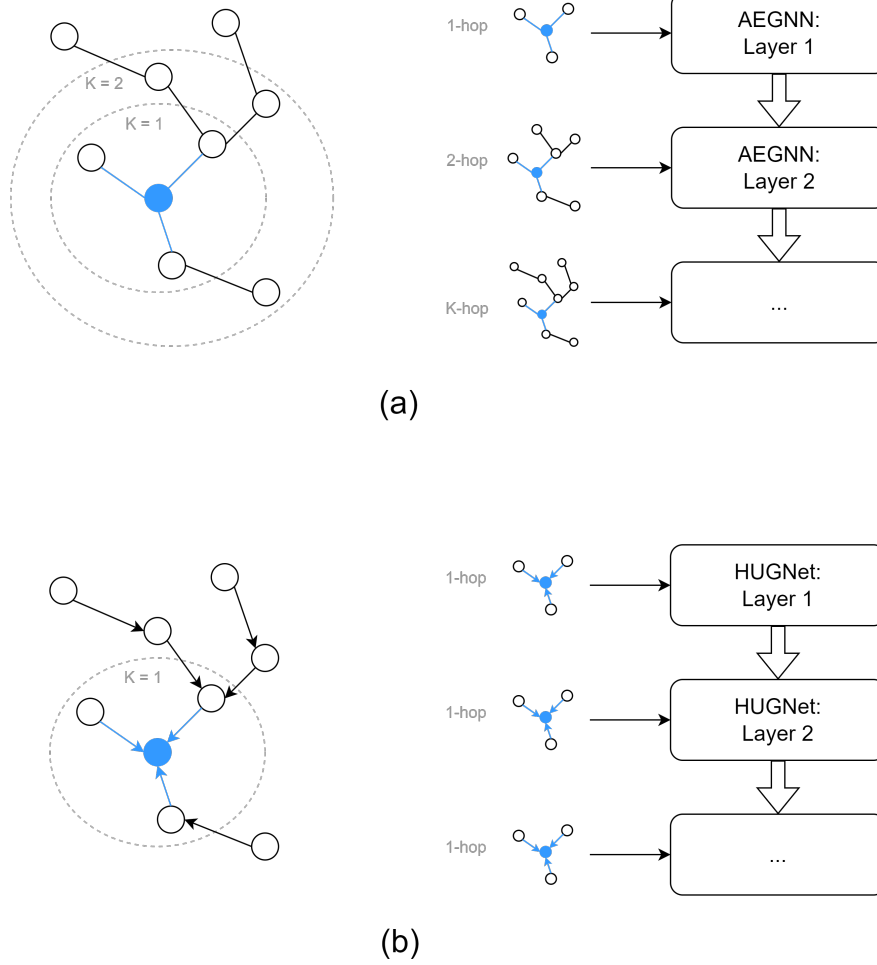 K = 2
K = 1
1-hop
AEGNN:
Layer 1
2-hop
AEGNN:
Layer 2
K-hop
...
(a)
K = 1
1-hop
HUGNet:
Layer 1
1-hop
HUGNet:
Layer 2
1-hop
...
(b)